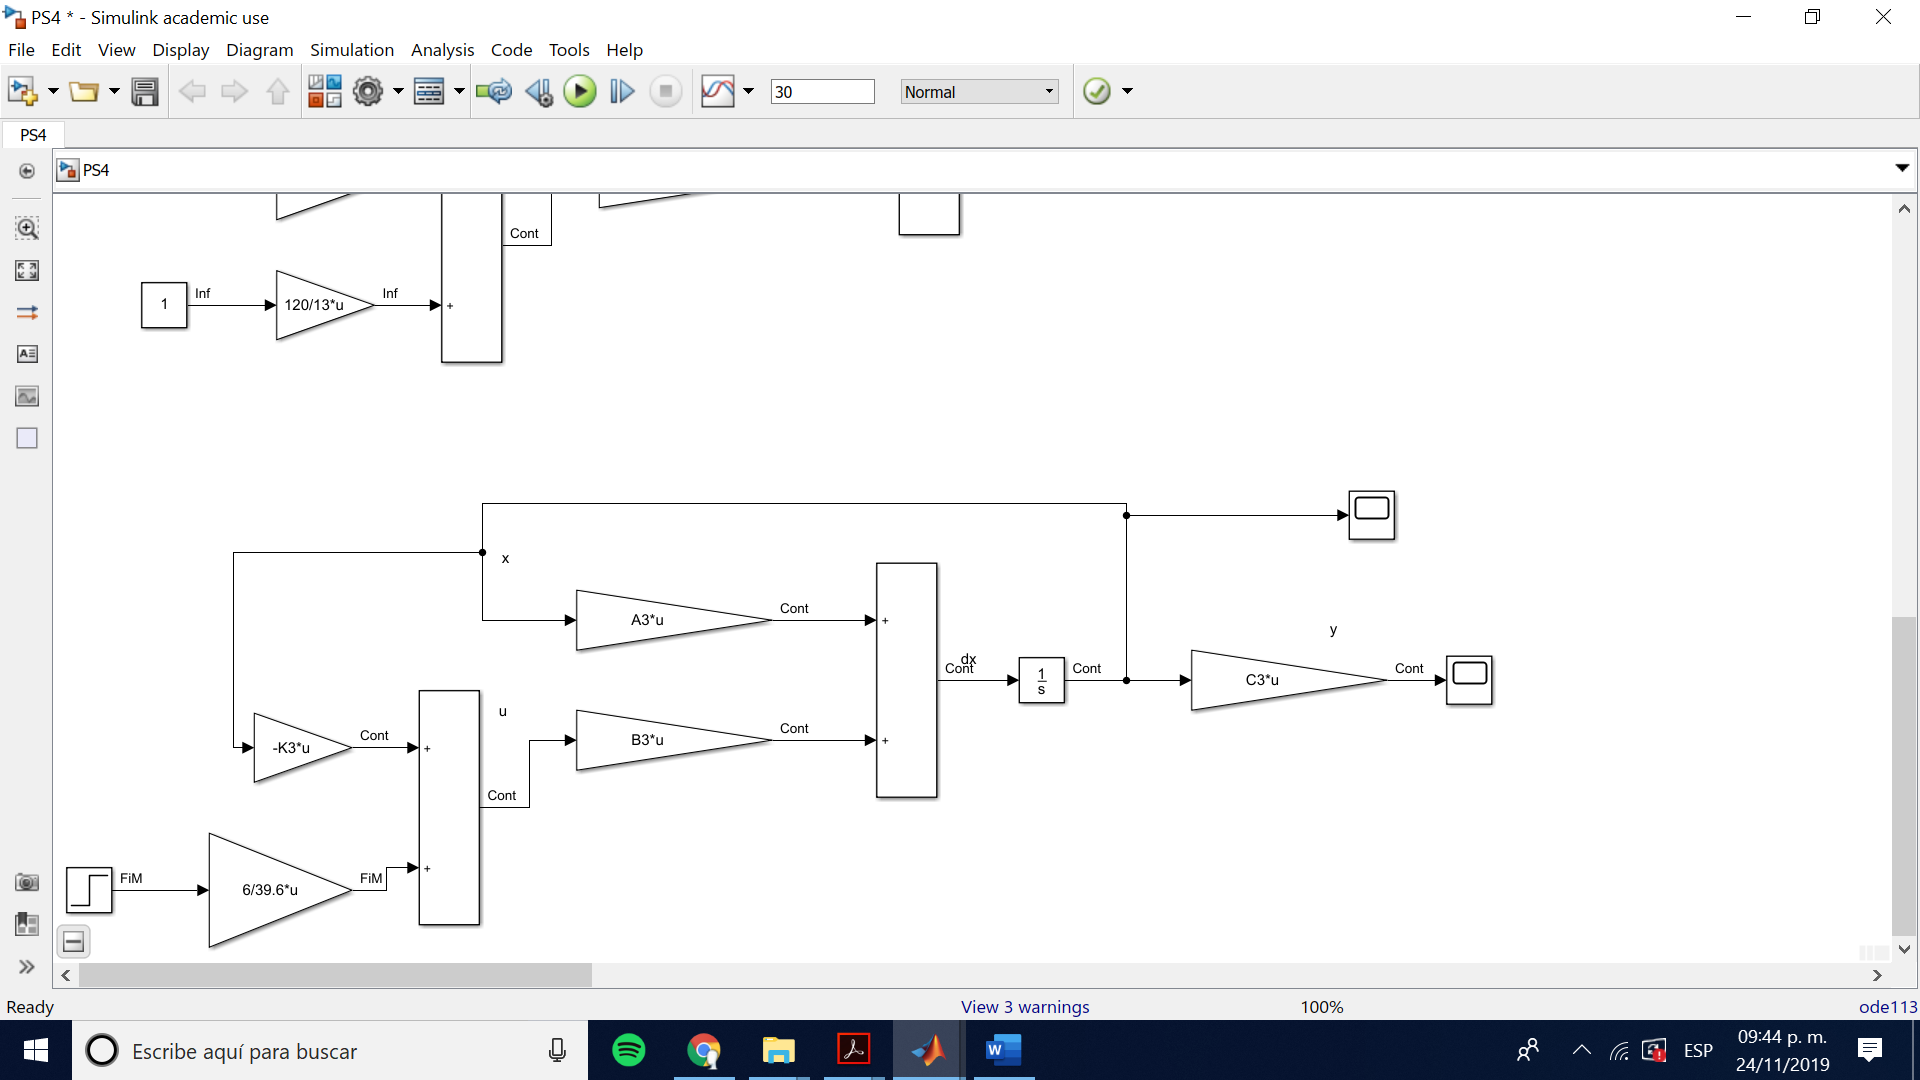 PS4 * - Simulink academic use
File Edit View Display Diagram Simulation Analysis Code Tools Help
30
Normal
PS4
PS4
Cont
1
Inf
120/13*u
Inf
+
x
A3*u
Cont
+
y
dx
Cont
1
s
Cont
C3*u
Cont
u
-K3*u
Cont
+
B3*u
Cont
+
Cont
FiM
6/39.6*u
FiM
+
Ready
View 3 warnings
100%
ode113
Escribe aquí para buscar
ESP
09:44 p. m.
24/11/2019